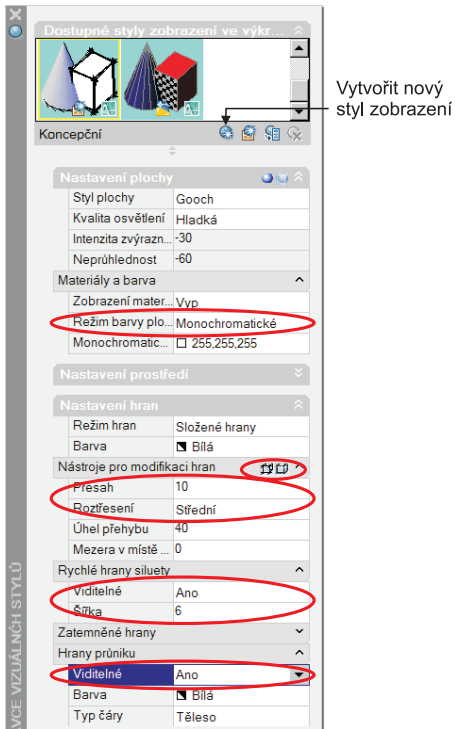 Dostupné styly zobrazení ve výkr...
Koncepční
Vytvořit nový
styl zobrazení
Nastavení plochy
Styl plochy Gooch
Kvalita osvětlení Hladká
Intenzita zvýrazn... -30
Neprůhlednost -60
Materiály a barva
Zobrazení mater... Vyp
Režim barvy plo... Monochromatické
Monochromatic... 255,255,255
Nastavení prostředí
Nastavení hran
Režim hran Složené hrany
Barva Bílá
Nástroje pro modifikaci hran
Přesah 10
Roztřesení Střední
Úhel přehybu 40
Mezera v místě ... 0
Rychlé hrany siluety
Viditelné Ano
Šířka 6
Zatemněné hrany
Hrany průniku
Viditelné Ano
Barva Bílá
Typ čáry Těleso
VCE VIZUÁLNCH STYLŮ